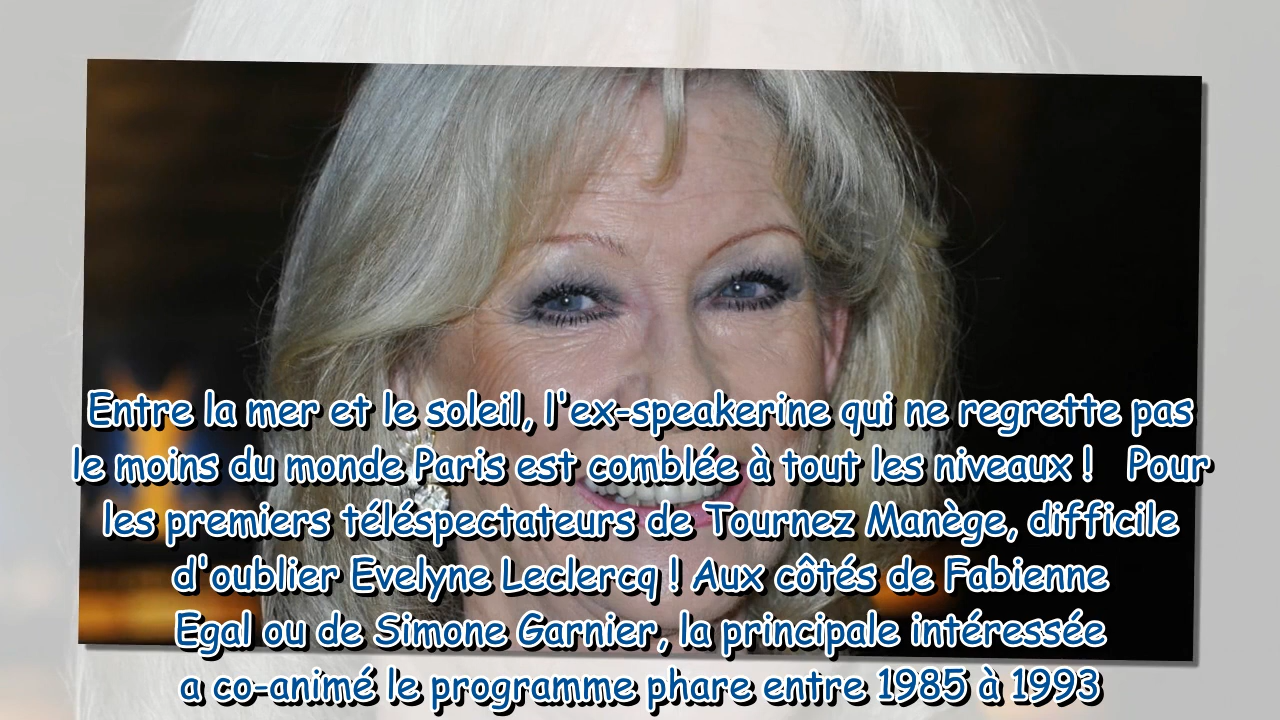 Entre la mer et le soleil, l'ex-speakerine qui ne regrette pas
le moins du monde Paris est comblée à tout les niveaux !   Pour
les premiers téléspectateurs de Tournez Manège, difficile
d'oublier Evelyne Leclercq ! Aux côtés de Fabienne
Egal ou de Simone Garnier, la principale intéressée
a co-animé le programme phare entre 1985 à 1993